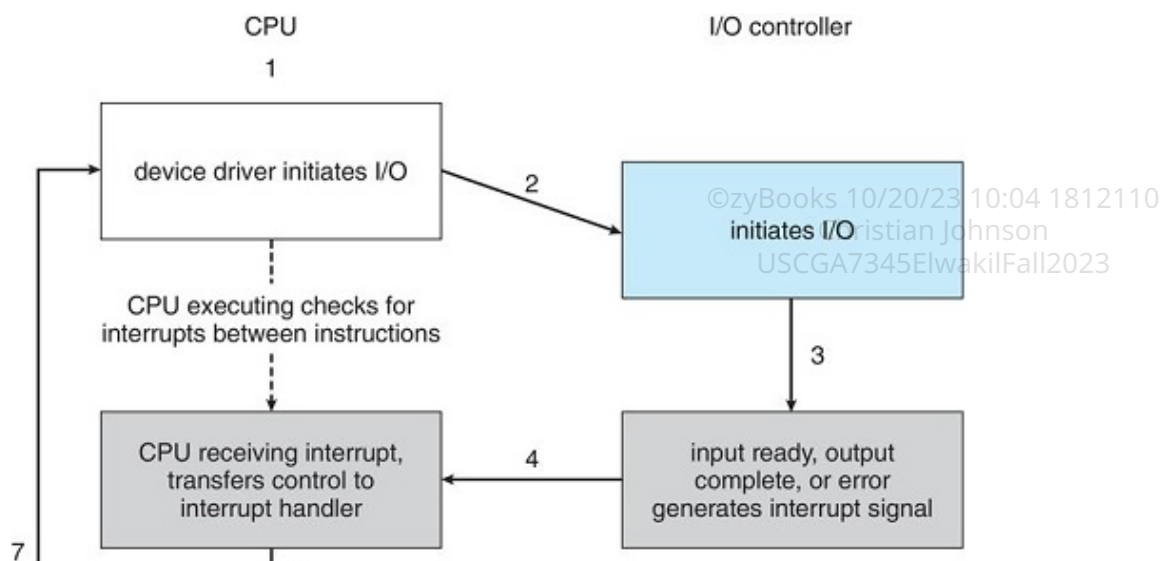 CPU
I/O controller
1
device driver initiates I/O
2
©zyBooks 10/20/23 10:04 1812110
initiates I/O
Christian Johnson
USCGA7345ElwakilFall2023
CPU executing checks for
interrupts between instructions
3
CPU receiving interrupt,
transfers control to
interrupt handler
4
input ready, output
complete, or error
generates interrupt signal
7